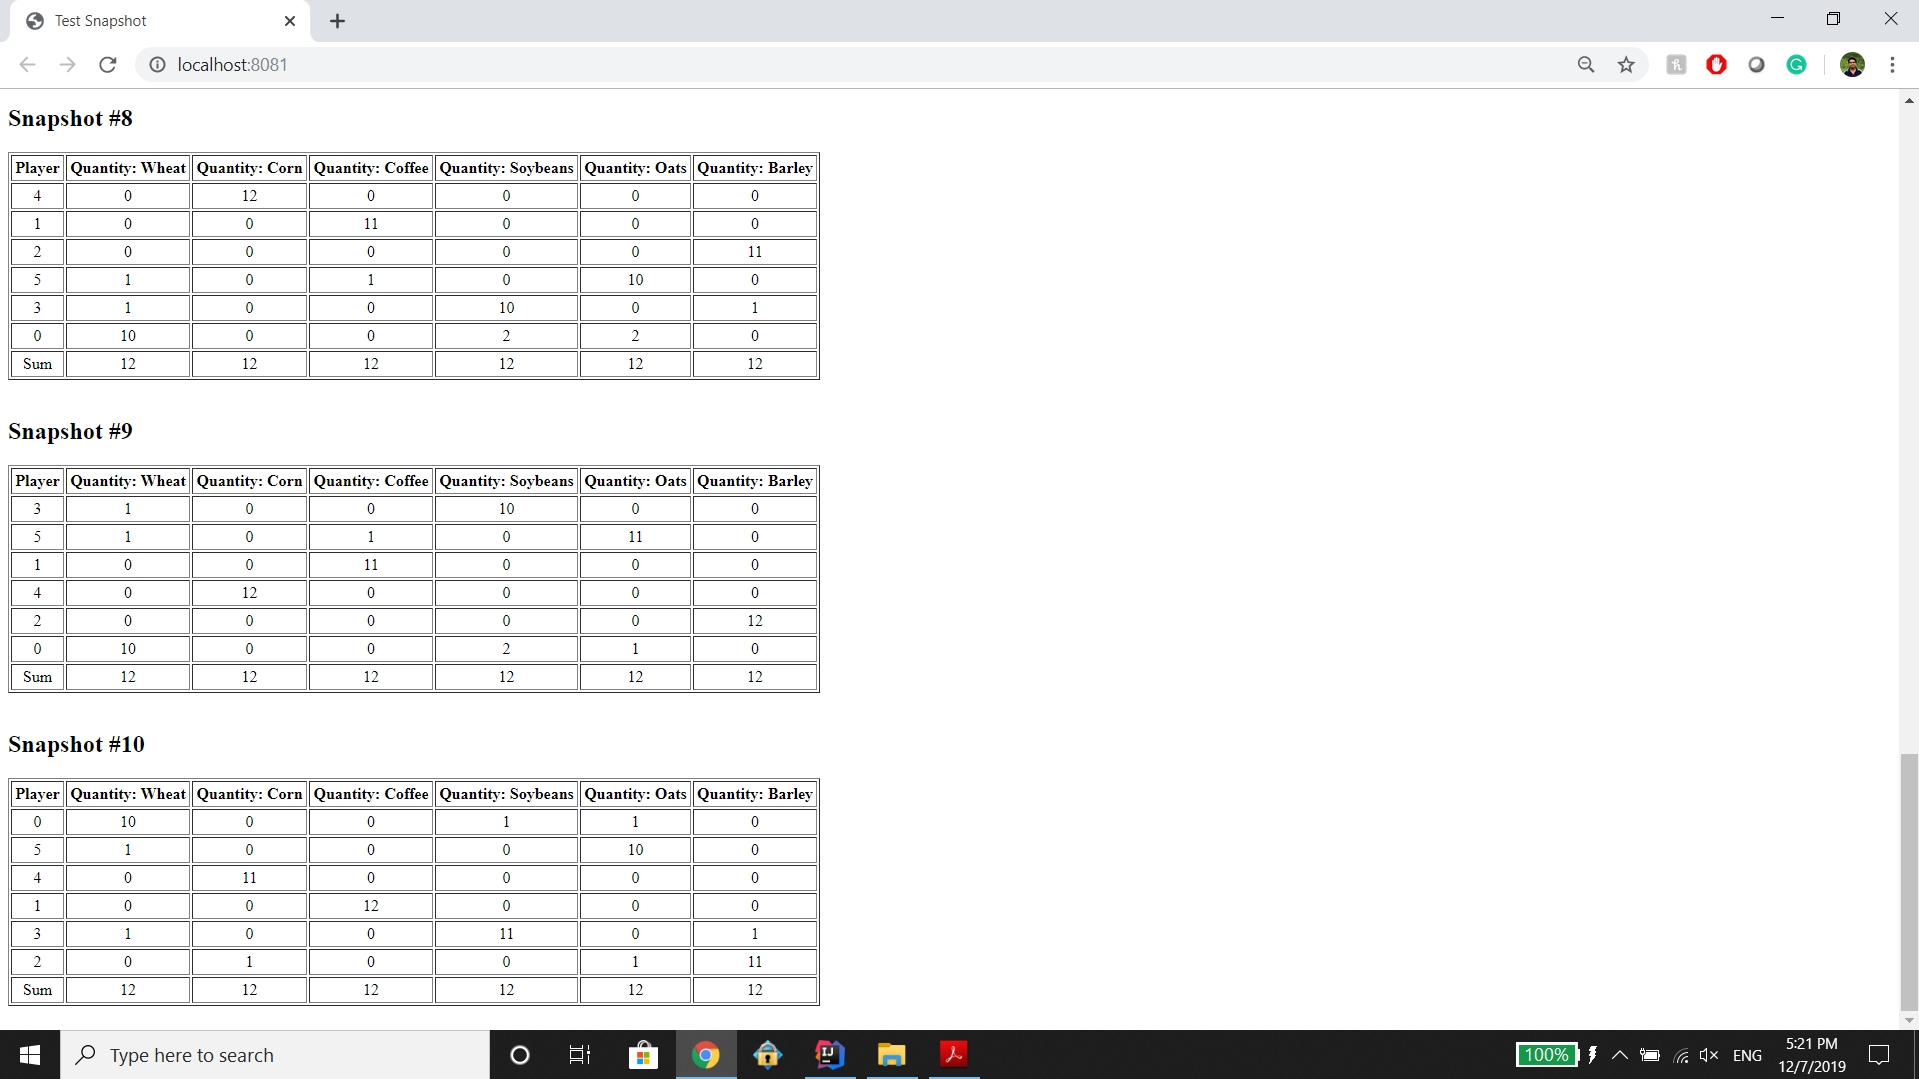 Test Snapshot
localhost:8081
Snapshot #8
Player Quantity: Wheat Quantity: Corn Quantity: Coffee Quantity: Soybeans Quantity: Oats Quantity: Barley
4 0 12 0 0 0 0
1 0 0 11 0 0 0
2 0 0 0 0 0 11
5 1 0 1 0 10 0
3 1 0 0 10 0 1
0 10 0 0 2 2 0
Sum 12 12 12 12 12 12
Snapshot #9
Player Quantity: Wheat Quantity: Corn Quantity: Coffee Quantity: Soybeans Quantity: Oats Quantity: Barley
3 1 0 0 10 0 0
5 1 0 1 0 11 0
1 0 0 11 0 0 0
4 0 12 0 0 0 0
2 0 0 0 0 0 12
0 10 0 0 2 1 0
Sum 12 12 12 12 12 12
Snapshot #10
Player Quantity: Wheat Quantity: Corn Quantity: Coffee Quantity: Soybeans Quantity: Oats Quantity: Barley
0 10 0 0 1 1 0
5 1 0 0 0 10 0
4 0 11 0 0 0 0
1 0 0 12 0 0 0
3 1 0 0 11 0 1
2 0 1 0 0 1 11
Sum 12 12 12 12 12 12
Type here to search
100%
ENG
5:21 PM
12/7/2019